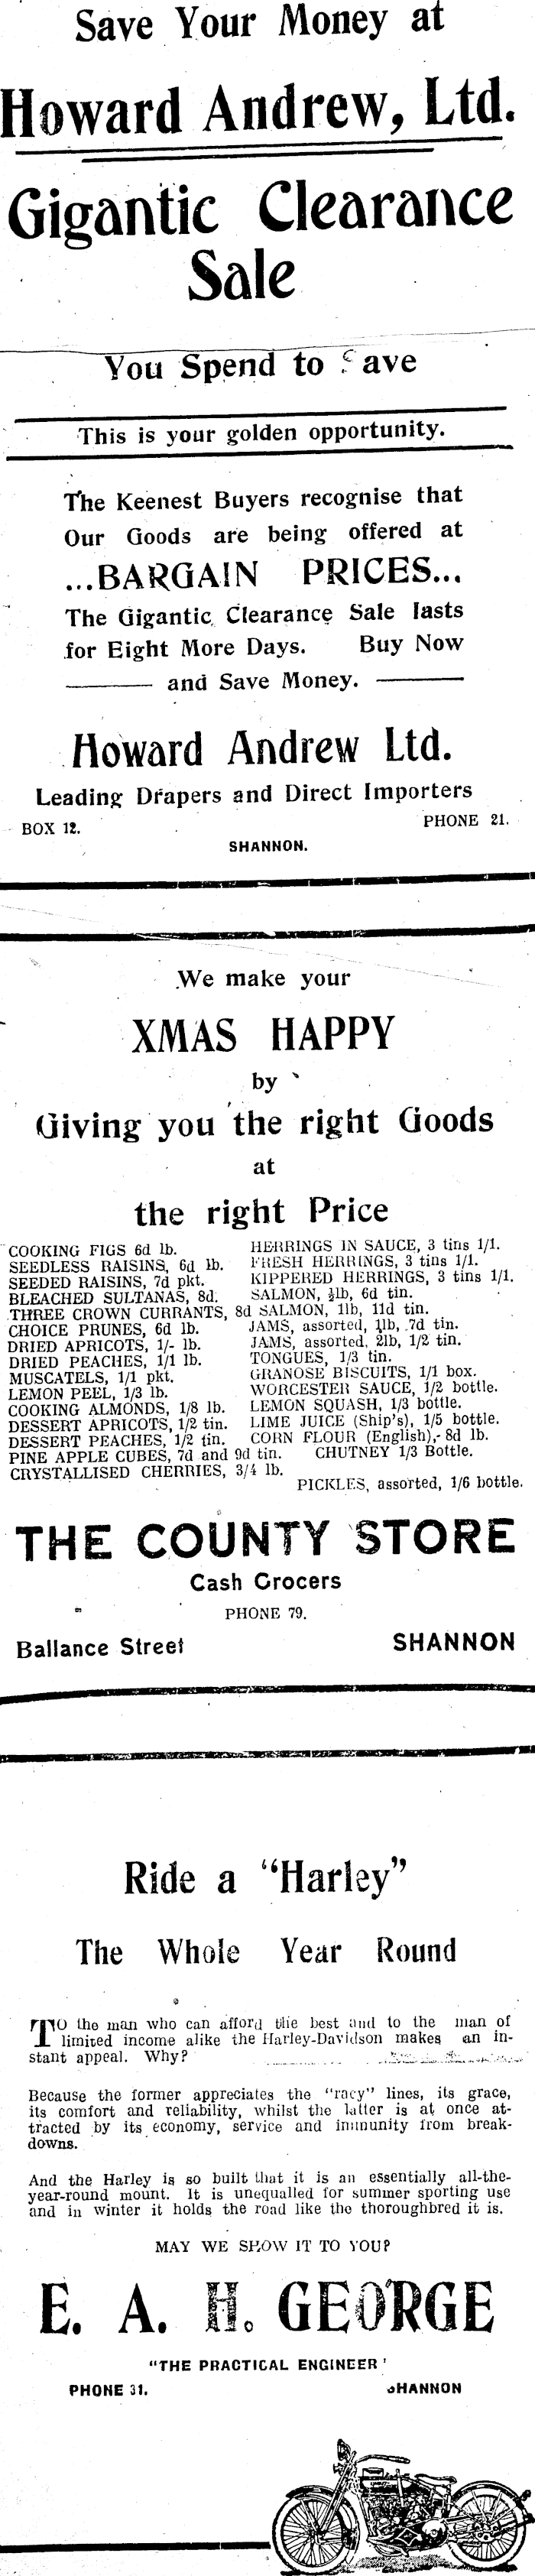 Save Your Money at
Howard Andrew, Ltd.
Gigantic Clearance
Sale
You Spend to Save
This is your golden opportunity.
The Keenest Buyers recognise that
Our Goods are being offered at
...BARGAIN PRICES...
The Gigantic Clearance Sale lasts
for Eight More Days. Buy Now
and Save Money.
Howard Andrew Ltd.
Leading Drapers and Direct Importers
BOX 12. PHONE 21.
SHANNON.
We make your
XMAS HAPPY
by
Giving you the right Goods
at
the right Price
COOKING FIGS 6d lb.
SEEDLESS RAISINS, 6d lb.
SEEDED RAISINS, 7d pkt.
BLEACHED SULTANAS, 8d.
THREE CROWN CURRANTS, 8d
CHOICE PRUNES, 6d lb.
DRIED APRICOTS, 1/- lb.
DRIED PEACHES, 1/1 lb.
MUSCATELS, 1/1 pkt.
LEMON PEEL, 1/3 lb.
COOKING ALMONDS, 1/8 lb.
DESSERT APRICOTS, 1/2 tin.
DESSERT PEACHES, 1/2 tin.
PINE APPLE CUBES, 7d and 9d tin.
CRYSTALLISED CHERRIES, 3/4 lb.
HERRINGS IN SAUCE, 3 tins 1/1.
FRESH HERRINGS, 3 tins 1/1.
KIPPERED HERRINGS, 3 tins 1/1.
SALMON, ½lb, 6d tin.
SALMON, 1lb, 11d tin.
JAMS, assorted, 1lb, 7d tin.
JAMS, assorted, 2lb, 1/2 tin.
TONGUES, 1/3 tin.
GRANOSE BISCUITS, 1/1 box.
WORCESTER SAUCE, 1/2 bottle.
LEMON SQUASH, 1/3 bottle.
LIME JUICE (Ship's), 1/5 bottle.
CORN FLOUR (English), 8d lb.
CHUTNEY 1/3 Bottle.
PICKLES, assorted, 1/6 bottle.
THE COUNTY STORE
Cash Grocers
PHONE 79.
Ballance Street SHANNON
Ride a "Harley"
The Whole Year Round
TO the man who can afford the best and to the man of
limited income alike the Harley-Davidson makes an in-
stant appeal. Why?
Because the former appreciates the "racy" lines, its grace,
its comfort and reliability, whilst the latter is at once at-
tracted by its economy, service and immunity from break-
downs.
And the Harley is so built that it is an essentially all-the-
year-round mount. It is unequalled for summer sporting use
and in winter it holds the road like the thoroughbred it is.
MAY WE SHOW IT TO YOU?
E. A. H. GEORGE
"THE PRACTICAL ENGINEER'
PHONE 31. SHANNON